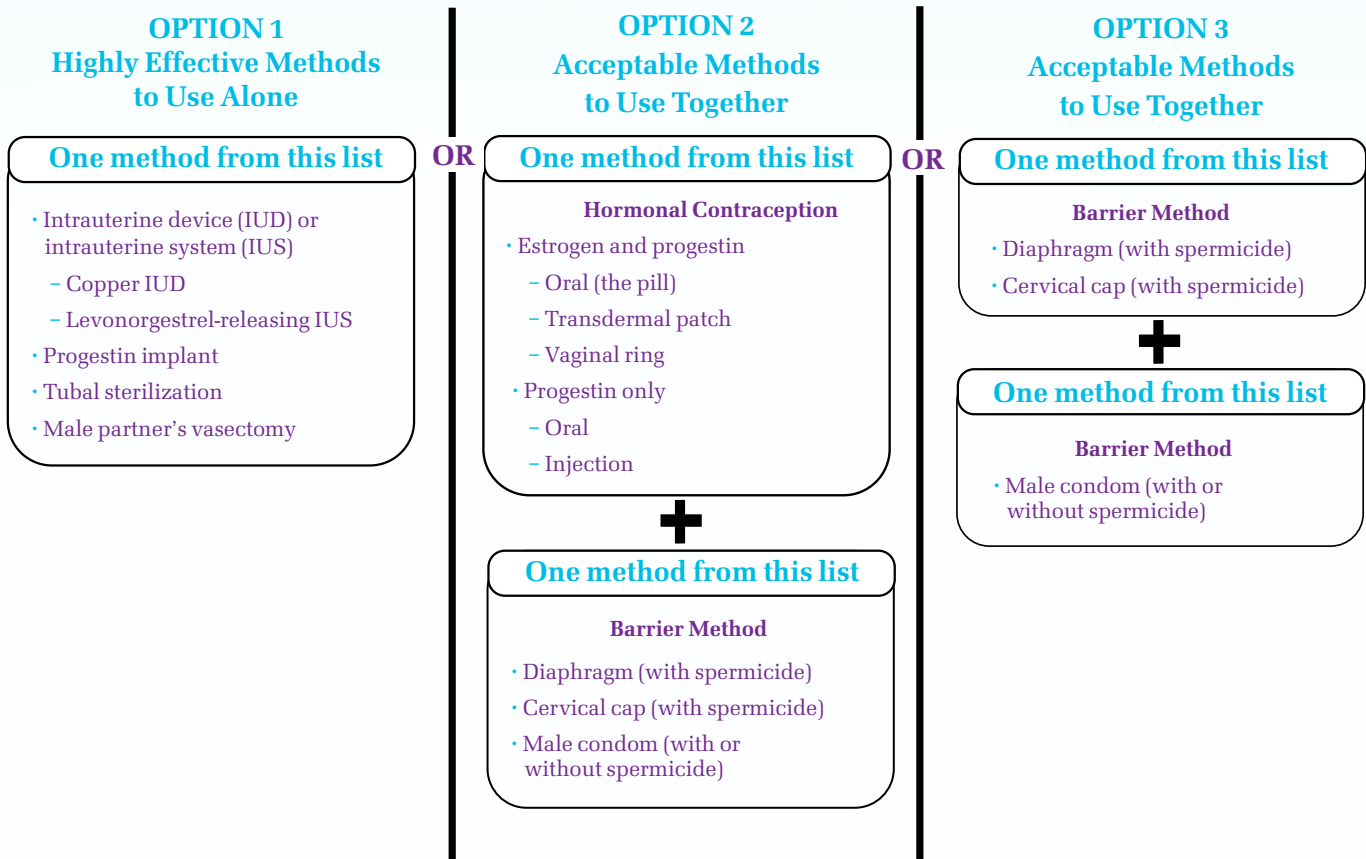 OPTION 1
Highly Effective Methods
to Use Alone
One method from this list
· Intrauterine device (IUD) or
intrauterine system (IUS)
– Copper IUD
– Levonorgestrel-releasing IUS
· Progestin implant
· Tubal sterilization
· Male partner’s vasectomy
OR
OPTION 2
Acceptable Methods
to Use Together
One method from this list
Hormonal Contraception
· Estrogen and progestin
– Oral (the pill)
– Transdermal patch
– Vaginal ring
· Progestin only
– Oral
– Injection
+
One method from this list
Barrier Method
· Diaphragm (with spermicide)
· Cervical cap (with spermicide)
· Male condom (with or
without spermicide)
OR
OPTION 3
Acceptable Methods
to Use Together
One method from this list
Barrier Method
· Diaphragm (with spermicide)
· Cervical cap (with spermicide)
+
One method from this list
Barrier Method
· Male condom (with or
without spermicide)